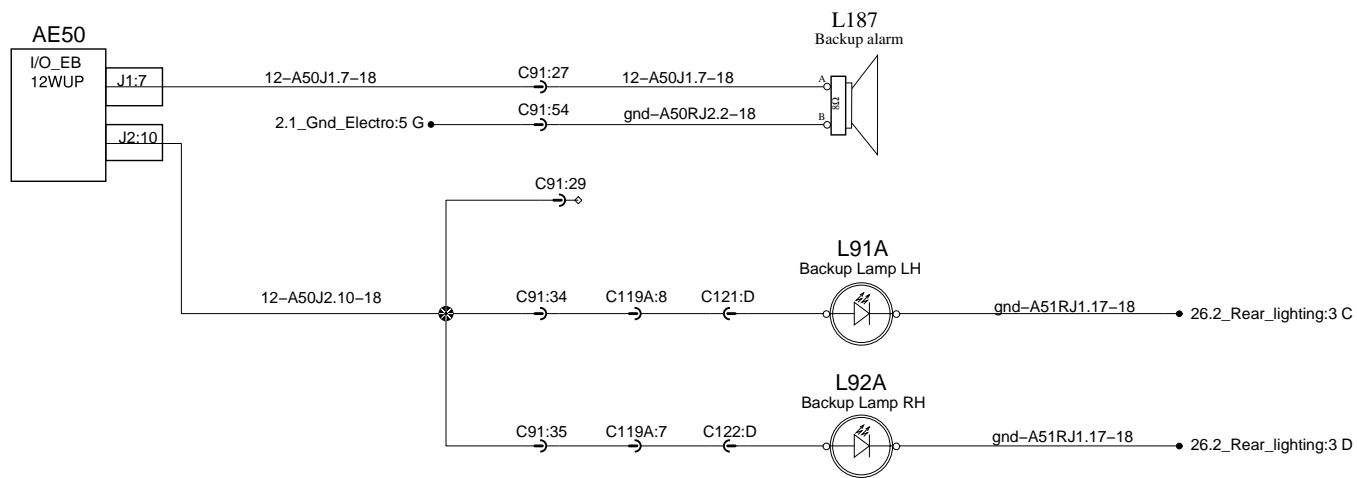 AE50
I/O_EB
12WUP
J1:7
J2:10
12–A50J1.7–18
C91:27
12–A50J1.7–18
2.1_Gnd_Electro:5 G
C91:54
gnd–A50RJ2.2–18
L187
Backup alarm
A
B
8Ω
C91:29
12–A50J2.10–18
C91:34
C119A:8
C121:D
L91A
Backup Lamp LH
gnd–A51RJ1.17–18
26.2_Rear_lighting:3 C
C91:35
C119A:7
C122:D
L92A
Backup Lamp RH
gnd–A51RJ1.17–18
26.2_Rear_lighting:3 D